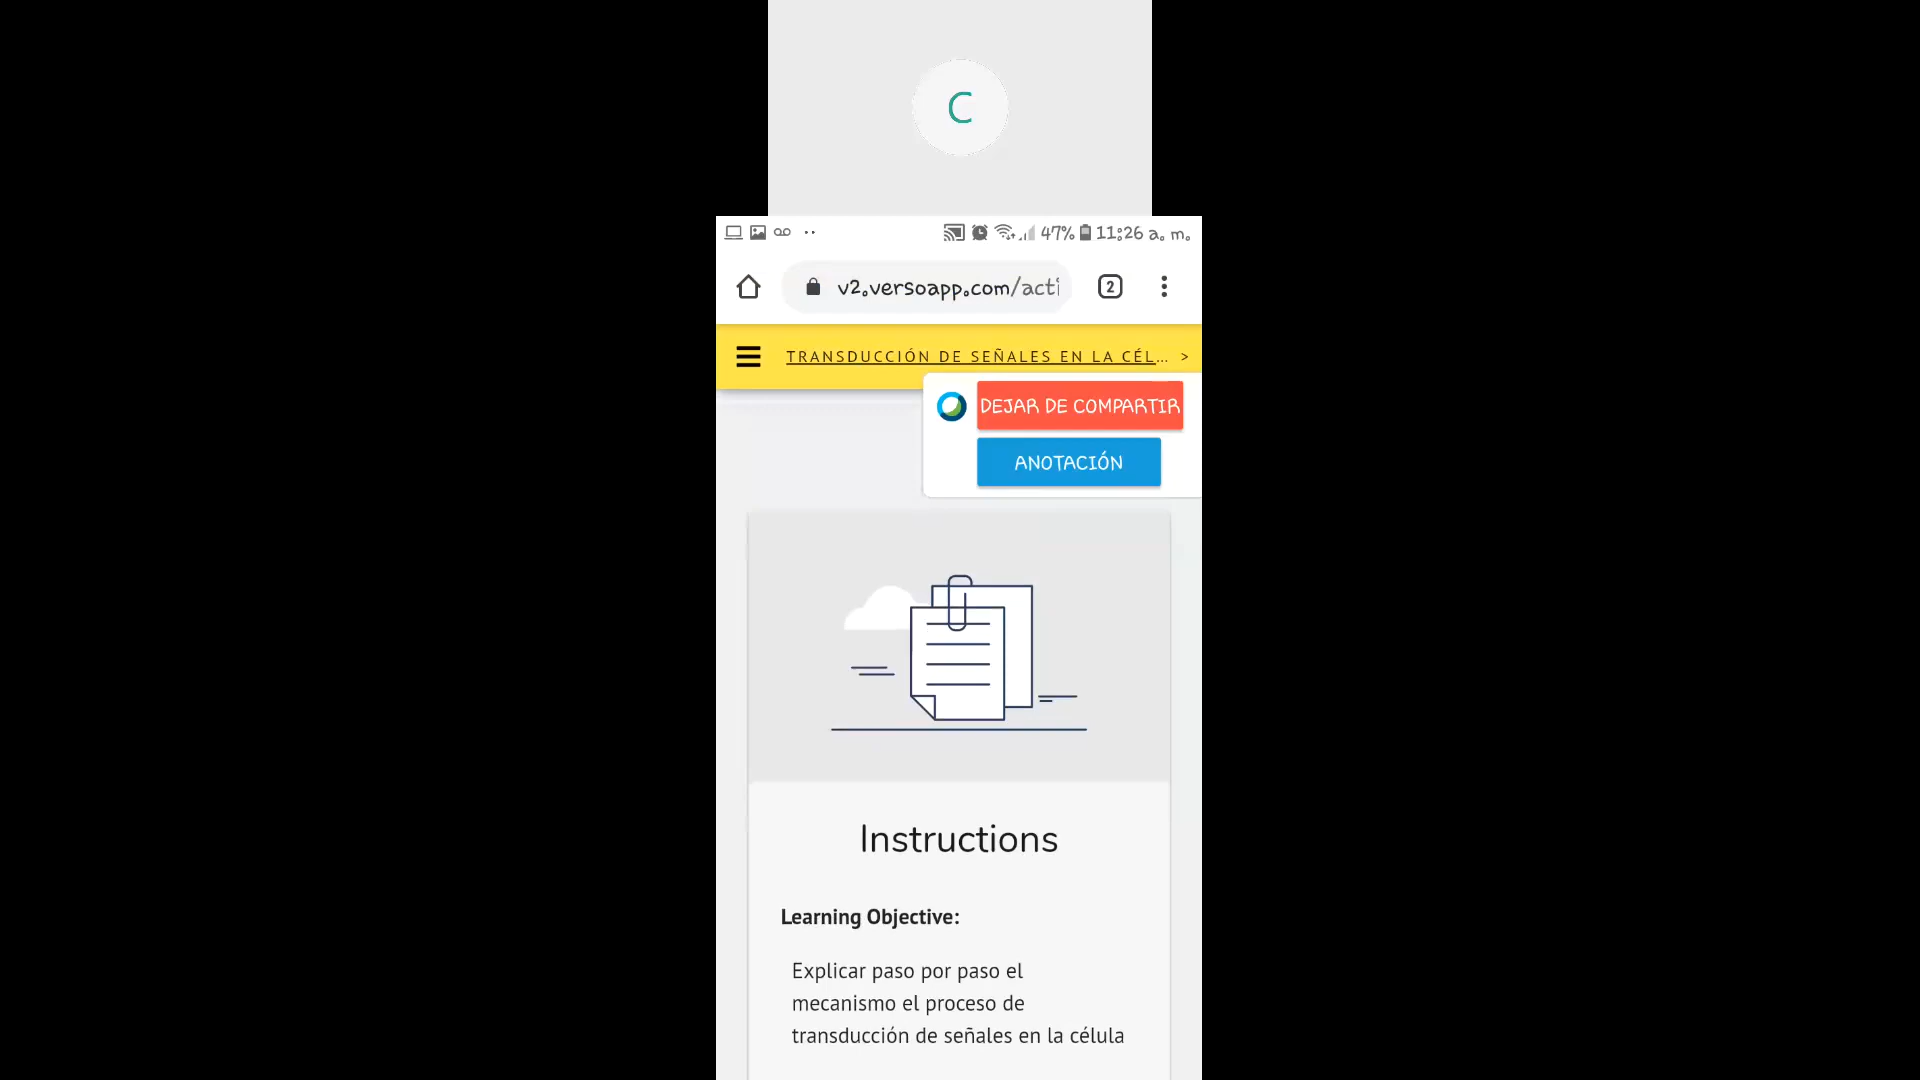 C
47% 11:26 a. m.
v2.versoapp.com/acti
2
TRANSDUCCIÓN DE SEÑALES EN LA CÉL... >
DEJAR DE COMPARTIR
ANOTACIÓN
Instructions
Learning Objective:
Explicar paso por paso el
mecanismo el proceso de
transducción de señales en la célula